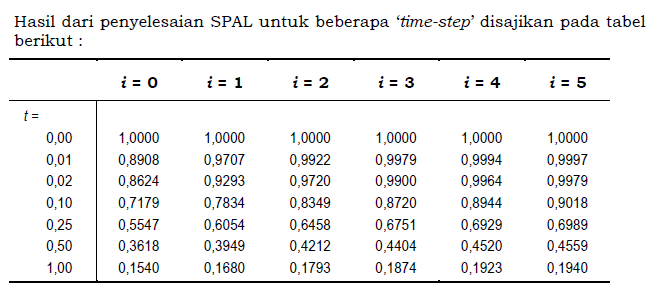 Hasil dari penyelesaian SPAL untuk beberapa ‘time-step’ disajikan pada tabel
berikut :
i = 0 i = 1 i = 2 i = 3 i = 4 i = 5
t =
0,00 1,0000 1,0000 1,0000 1,0000 1,0000 1,0000
0,01 0,8908 0,9707 0,9922 0,9979 0,9994 0,9997
0,02 0,8624 0,9293 0,9720 0,9900 0,9964 0,9979
0,10 0,7179 0,7834 0,8349 0,8720 0,8944 0,9018
0,25 0,5547 0,6054 0,6458 0,6751 0,6929 0,6989
0,50 0,3618 0,3949 0,4212 0,4404 0,4520 0,4559
1,00 0,1540 0,1680 0,1793 0,1874 0,1923 0,1940